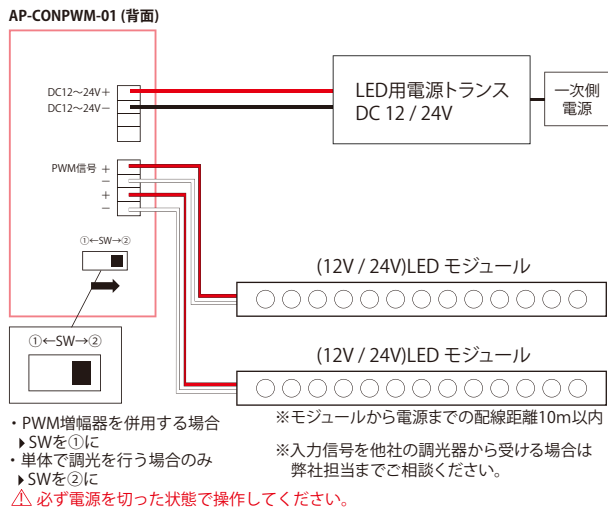 AP-CONPWM-01 (背面)
DC12〜24V＋
DC12〜24V−
LED用電源トランス
DC 12 / 24V
一次側
電源
PWM信号 ＋
−
＋
−
①←SW→②
(12V / 24V)LED モジュール
①←SW→②
(12V / 24V)LED モジュール
・PWM増幅器を併用する場合
▶SWを①に
・単体で調光を行う場合のみ
▶SWを②に
⚠ 必ず電源を切った状態で操作してください。
※モジュールから電源までの配線距離10m以内
※入力信号を他社の調光器から受ける場合は
弊社担当までご相談ください。